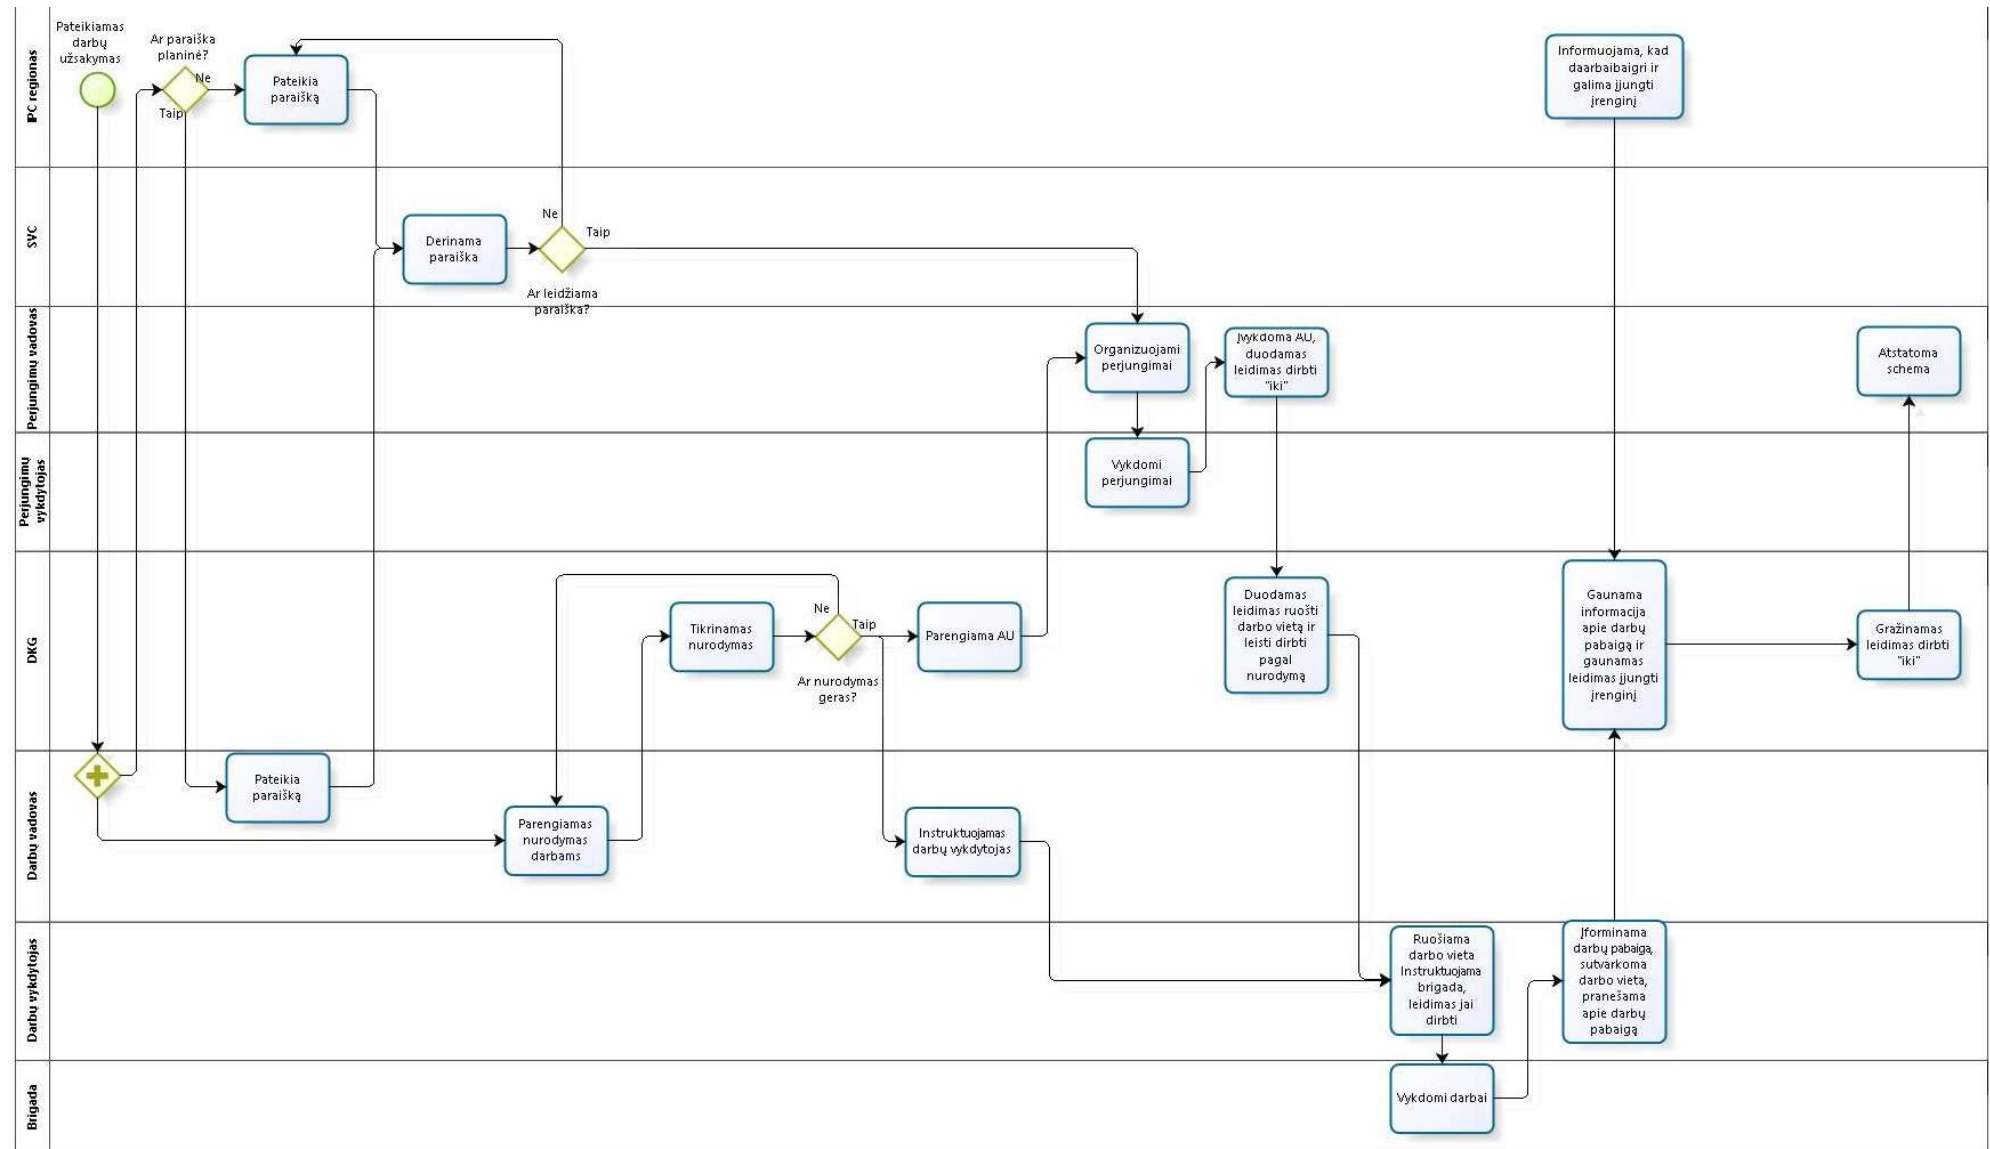 IPC regionas
Pateikiamas
darbų
užsakymas
Ar paraiška
planinė?
Ne
Taip
Pateikia
paraišką
Informuojama, kad
daarbaibaigri ir
galima įjungti
įrenginį
SVC
Derinama
paraiška
Ne
Taip
Ar leidžiama
paraiška?
Perjungimų vadovas
Organizuojami
perjungimai
Įvykdoma AU,
duodamas
leidimas dirbti
"iki"
Atstatoma
schema
Perjungimų
vykdytojas
Vykdomi
perjungimai
DKG
Tikrinamas
nurodymas
Ne
Taip
Ar nurodymas
geras?
Parengiama AU
Duodamas
leidimas ruošti
darbo vietą ir
leisti dirbti
pagal
nurodymą
Gaunama
informacija
apie darbų
pabaigą ir
gaunamas
leidimas įjungti
įrenginį
Gražinamas
leidimas dirbti
"iki"
Darbų vadovas
Pateikia
paraišką
Parengiamas
nurodymas
darbams
Instruktuojamas
darbų vykdytojas
Darbų vykdytojas
Ruošiama
darbo vieta
Instruktuojama
brigada,
leidimas jai
dirbti
Įforminama
darbų pabaiga,
sutvarkoma
darbo vieta,
pranešama
apie darbų
pabaigą
Brigada
Vykdomi darbai